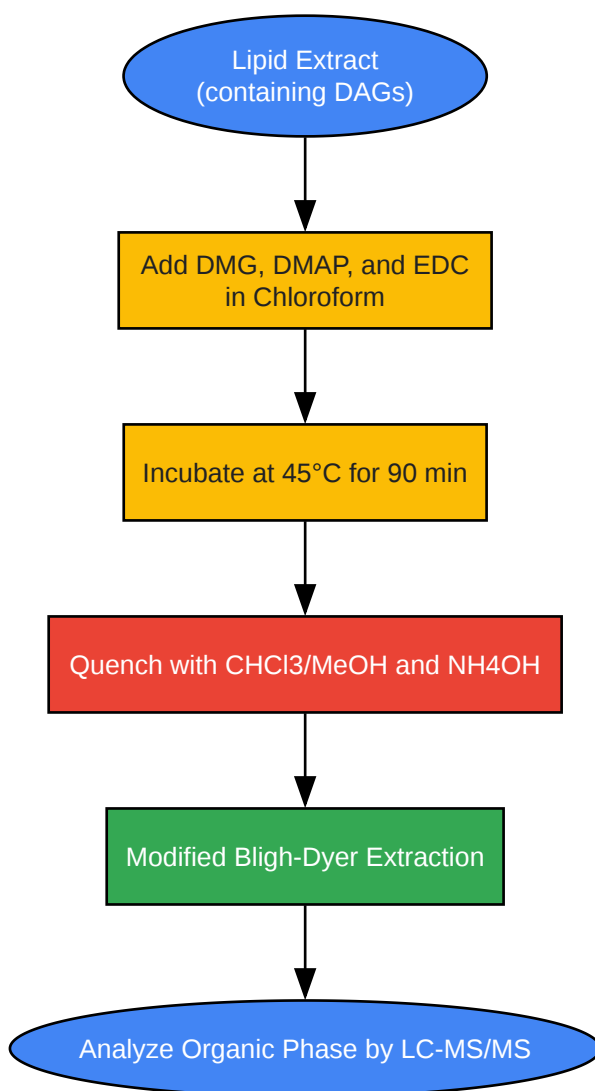 Lipid Extract
(containing DAGs)
Add DMG, DMAP, and EDC
in Chloroform
Incubate at 45°C for 90 min
Quench with CHCl3/MeOH and NH4OH
Modified Bligh-Dyer Extraction
Analyze Organic Phase by LC-MS/MS